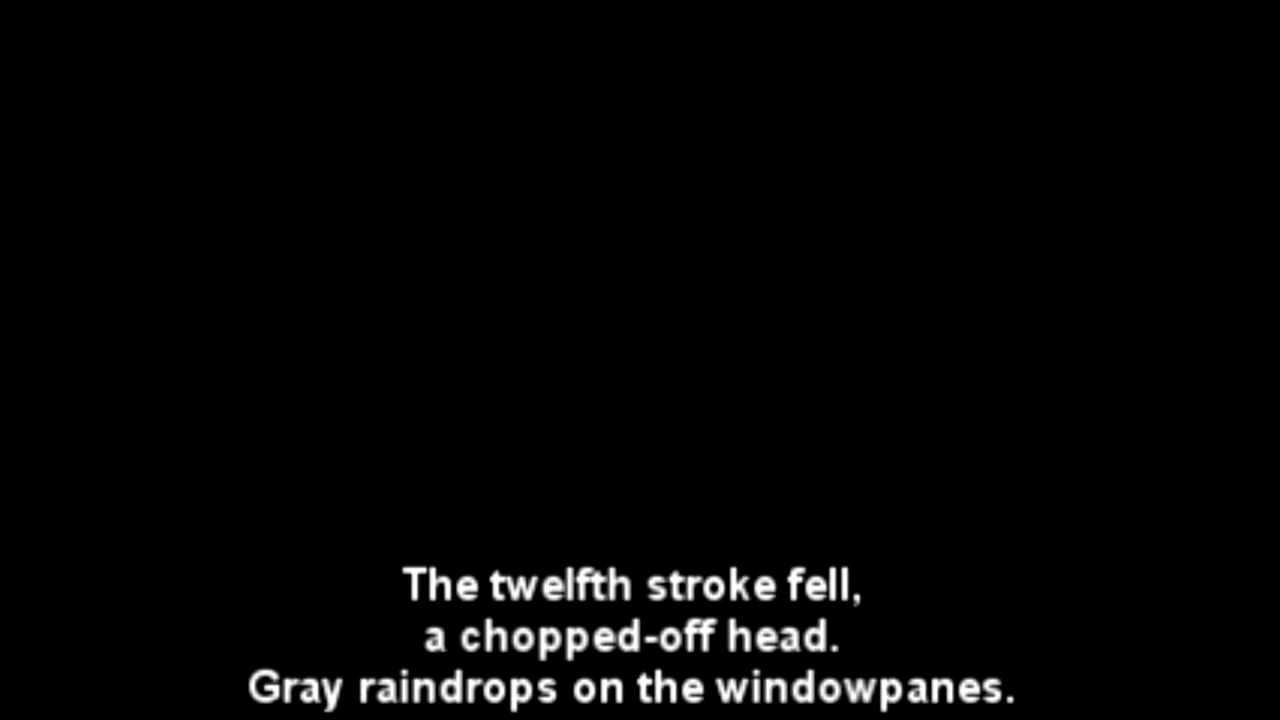 The twelfth stroke fell,
a chopped-off head.
Gray raindrops on the windowpanes.